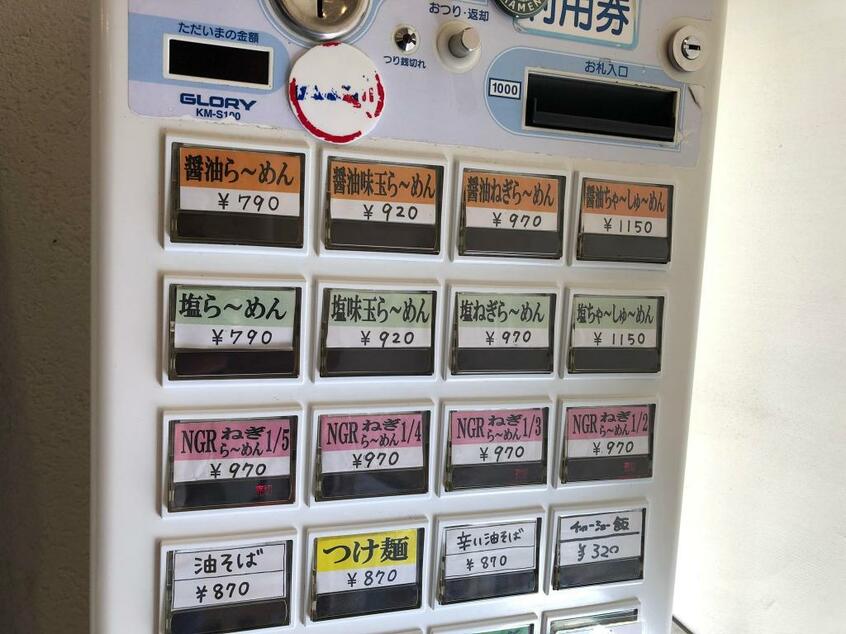 おつり・返却
利用券
ただいまの金額
つり銭切れ
お札入口
1000
GLORY
KM-S100
醤油ら〜めん
¥790
醤油味玉ら〜めん
¥920
醤油ねぎら〜めん
¥970
醤油ちゃ〜しゅ〜めん
¥1150
塩ら〜めん
¥790
塩味玉ら〜めん
¥920
塩ねぎら〜めん
¥970
塩ちゃ〜しゅ〜めん
¥1150
NGR ねぎら〜めん 1/5
¥970
売切
NGR ねぎら〜めん 1/4
¥970
NGR ねぎら〜めん 1/3
¥970
NGR ねぎら〜めん 1/2
¥970
油そば
¥870
つけ麺
¥870
辛い油そば
¥870
チャーシュー飯
¥320